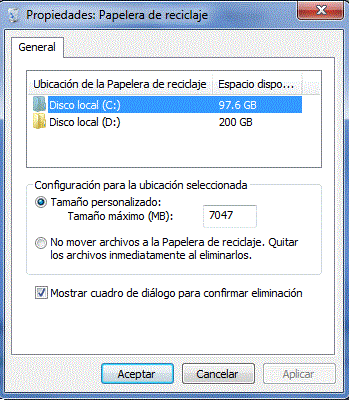 Propiedades: Papelera de reciclaje
General
Ubicación de la Papelera de reciclaje Espacio dispo...
Disco local (C:) 97.6 GB
Disco local (D:) 200 GB
Configuración para la ubicación seleccionada
Tamaño personalizado:
Tamaño máximo (MB): 7047
No mover archivos a la Papelera de reciclaje. Quitar
los archivos inmediatamente al eliminarlos.
Mostrar cuadro de diálogo para confirmar eliminación
Aceptar Cancelar Aplicar